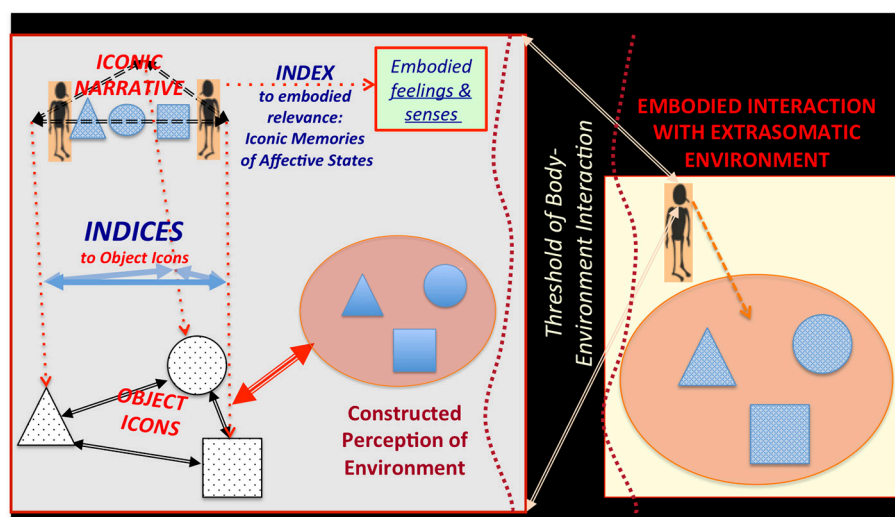 ICONIC
NARRATIVE
INDEX
to embodied
relevance:
Iconic Memories
of Affective States
Embodied
feelings &
senses
INDICES
to Object Icons
OBJECT
ICONS
Constructed
Perception of
Environment
Threshold of Body-
Environment Interaction
EMBODIED INTERACTION
WITH EXTRASOMATIC
ENVIRONMENT